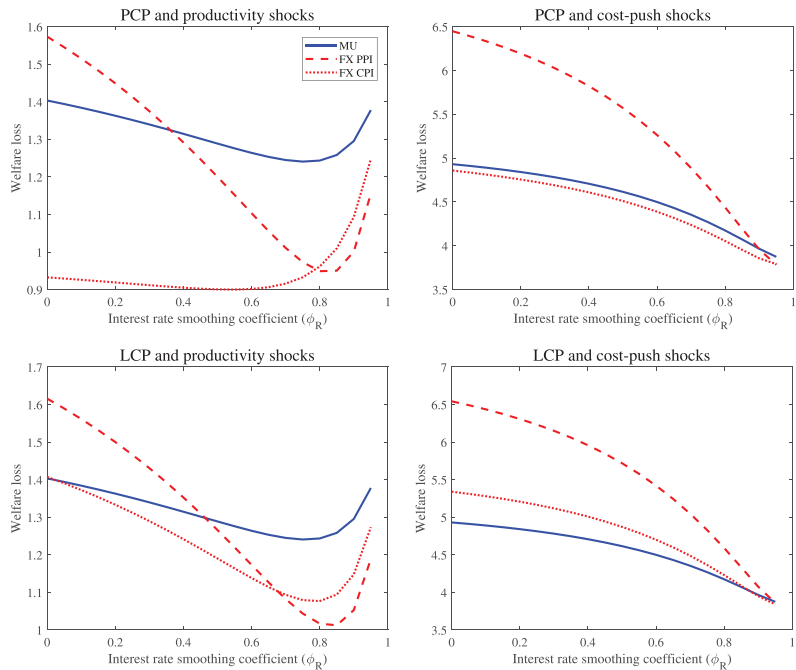 PCP and productivity shocks
1.6
1.5
1.4
1.3
1.2
1.1
1
0.9
Welfare loss
MU
FX PPI
FX CPI
0 0.2 0.4 0.6 0.8 1
Interest rate smoothing coefficient (ϕR)
PCP and cost-push shocks
6.5
6
5.5
5
4.5
4
3.5
Welfare loss
0 0.2 0.4 0.6 0.8 1
Interest rate smoothing coefficient (ϕR)
LCP and productivity shocks
1.7
1.6
1.5
1.4
1.3
1.2
1.1
1
Welfare loss
0 0.2 0.4 0.6 0.8 1
Interest rate smoothing coefficient (ϕR)
LCP and cost-push shocks
7
6.5
6
5.5
5
4.5
4
3.5
Welfare loss
0 0.2 0.4 0.6 0.8 1
Interest rate smoothing coefficient (ϕR)